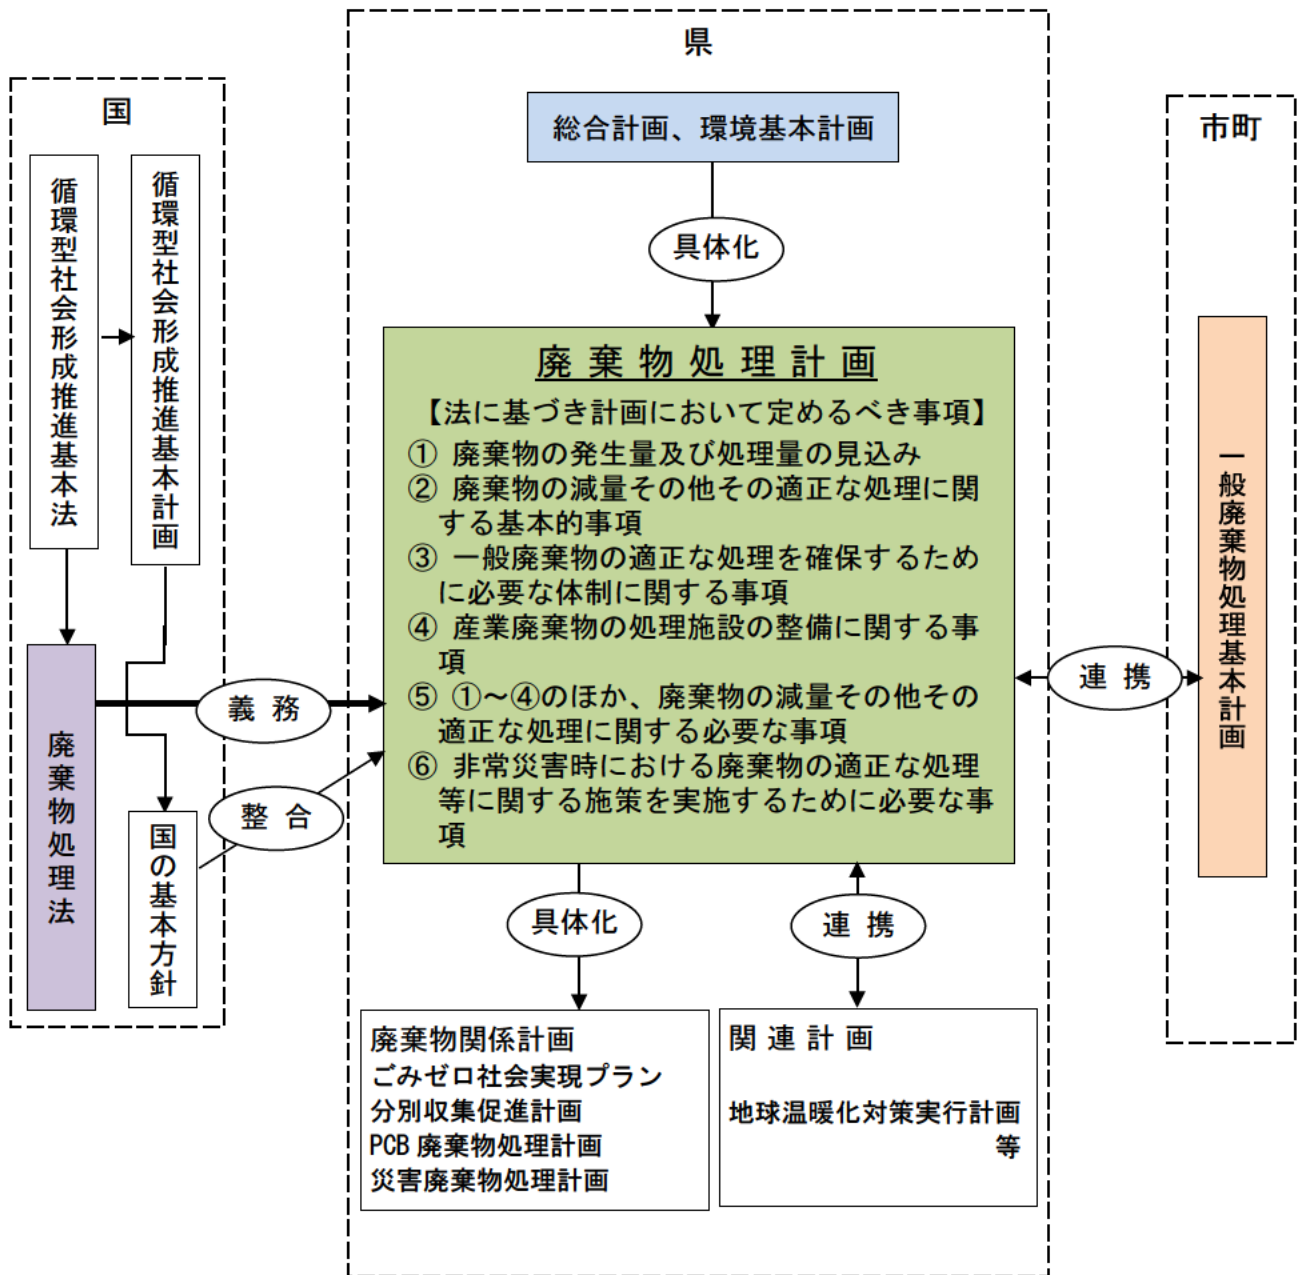 県
国
市町
総合計画、環境基本計画
循環型社会形成推進基本法
循環型社会形成推進基本計画
具体化
廃棄物処理計画
【法に基づき計画において定めるべき事項】
① 廃棄物の発生量及び処理量の見込み
② 廃棄物の減量その他その適正な処理に関
する基本的事項
③ 一般廃棄物の適正な処理を確保するため
に必要な体制に関する事項
④ 産業廃棄物の処理施設の整備に関する事
項
⑤ ①~④のほか、廃棄物の減量その他その
適正な処理に関する必要な事項
⑥ 非常災害時における廃棄物の適正な処理
等に関する施策を実施するために必要な事
項
一般廃棄物処理基本計画
連携
義務
整合
廃棄物処理法
国の基本方針
具体化
連携
廃棄物関係計画
ごみゼロ社会実現プラン
分別収集促進計画
PCB 廃棄物処理計画
災害廃棄物処理計画
関連計画
地球温暖化対策実行計画
等